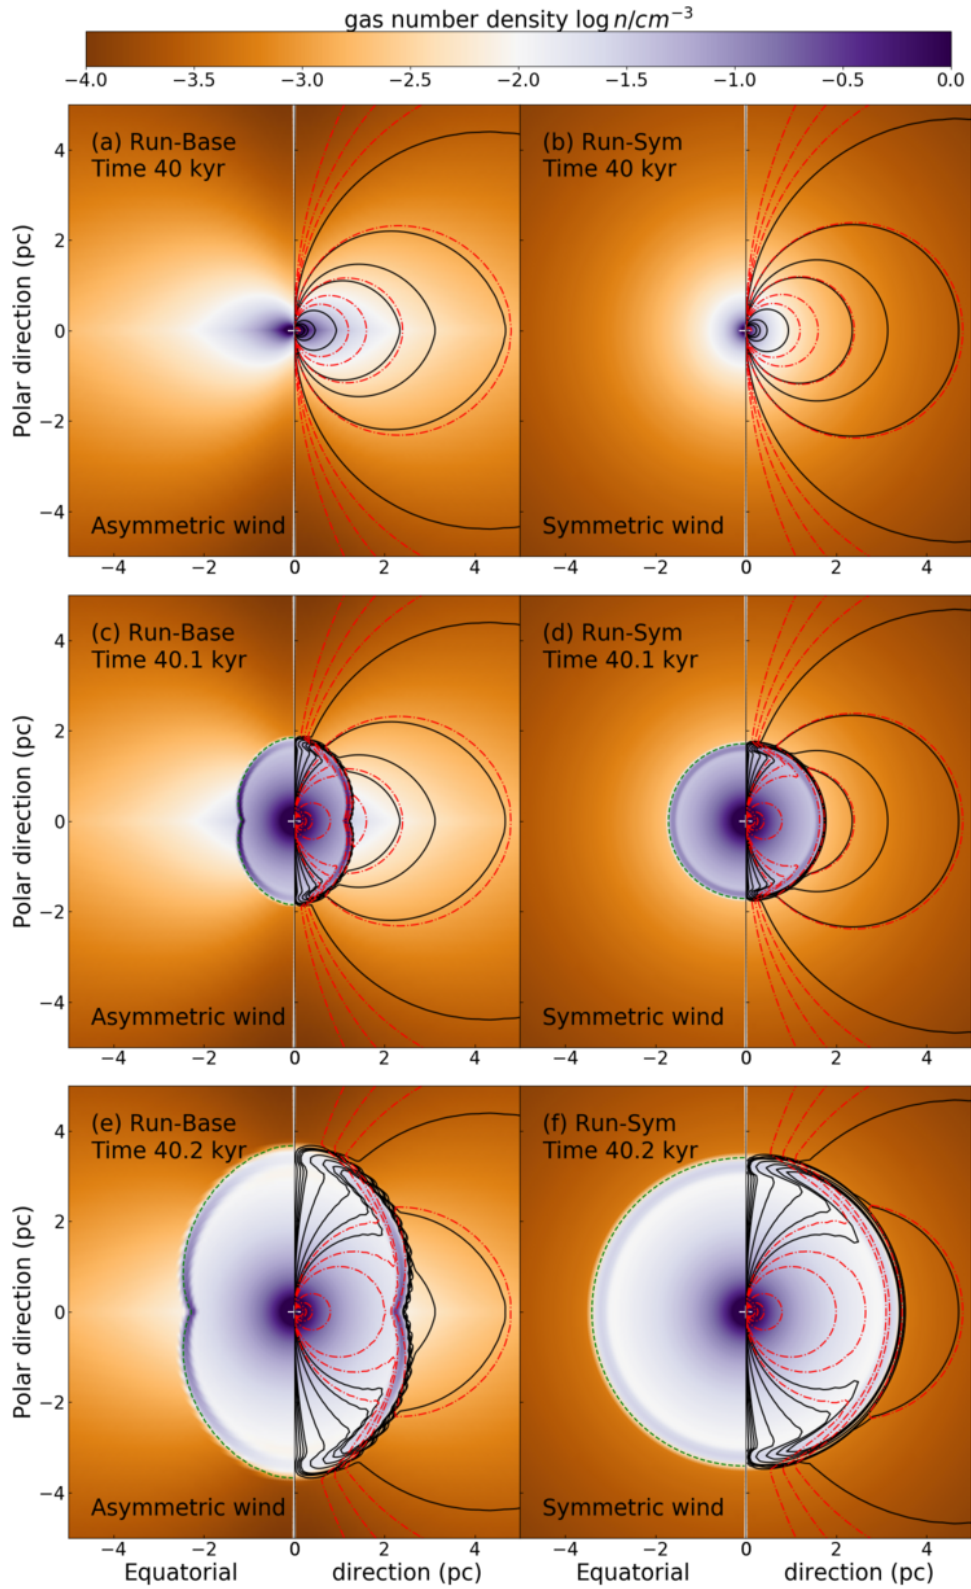 gas number density log n/cm⁻³
−4.0 −3.5 −3.0 −2.5 −2.0 −1.5 −1.0 −0.5 0.0
(a) Run-Base
Time 40 kyr
Asymmetric wind
(b) Run-Sym
Time 40 kyr
Symmetric wind
Polar direction (pc)
4
2
0
−2
−4
−4 −2 0 2 4
−4 −2 0 2 4
(c) Run-Base
Time 40.1 kyr
Asymmetric wind
(d) Run-Sym
Time 40.1 kyr
Symmetric wind
Polar direction (pc)
4
2
0
−2
−4
−4 −2 0 2 4
−4 −2 0 2 4
(e) Run-Base
Time 40.2 kyr
Asymmetric wind
(f) Run-Sym
Time 40.2 kyr
Symmetric wind
Polar direction (pc)
4
2
0
−2
−4
−4 −2 0 2 4
−4 −2 0 2 4
Equatorial direction (pc)
Equatorial direction (pc)